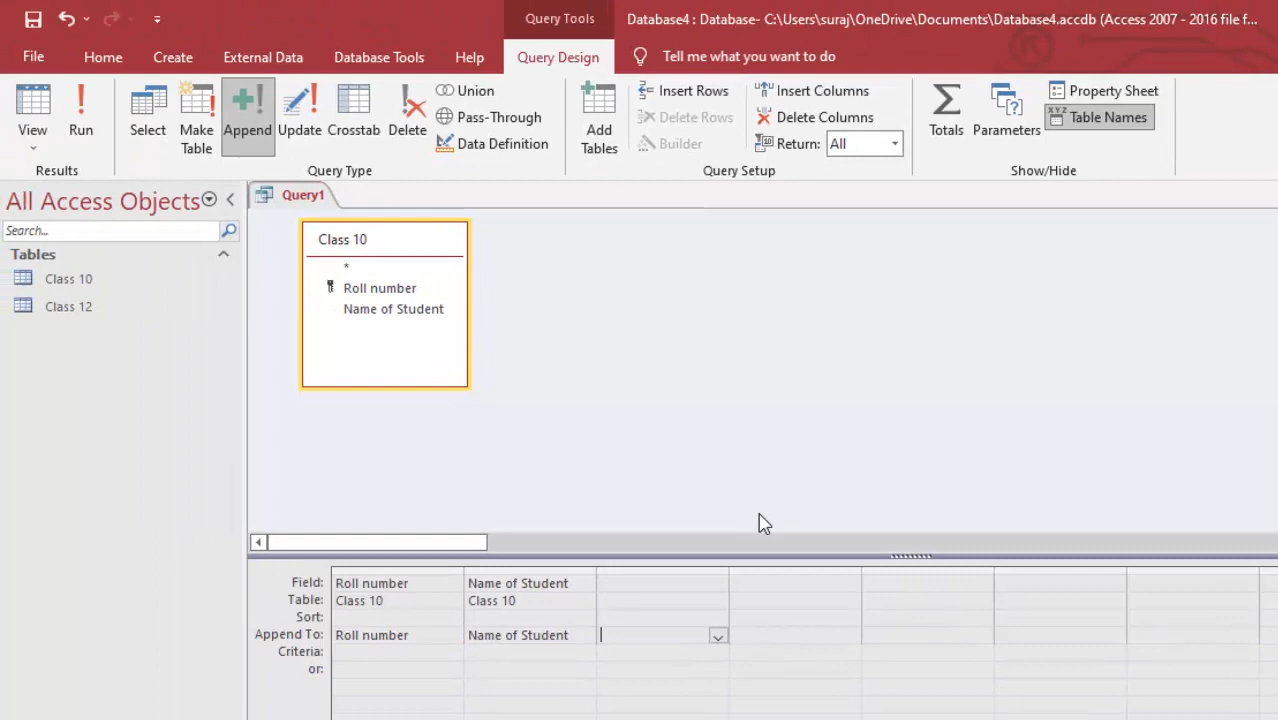 Query Tools
Database4 : Database- C:\Users\suraj\OneDrive\Documents\Database4.accdb (Access 2007 - 2016 file f...
File Home Create External Data Database Tools Help Query Design Tell me what you want to do
View
Run
Results
Select
Make Table
Append
Update
Crosstab
Delete
Union
Pass-Through
Data Definition
Query Type
Add Tables
Insert Rows
Delete Rows
Builder
Insert Columns
Delete Columns
Return: All
Query Setup
Totals
Parameters
Property Sheet
XYZ Table Names
Show/Hide
All Access Objects
Search...
Tables
Class 10
Class 12
Query1
Class 10
*
Roll number
Name of Student
Field: Roll number Name of Student
Table: Class 10 Class 10
Sort:
Append To: Roll number Name of Student
Criteria:
or: